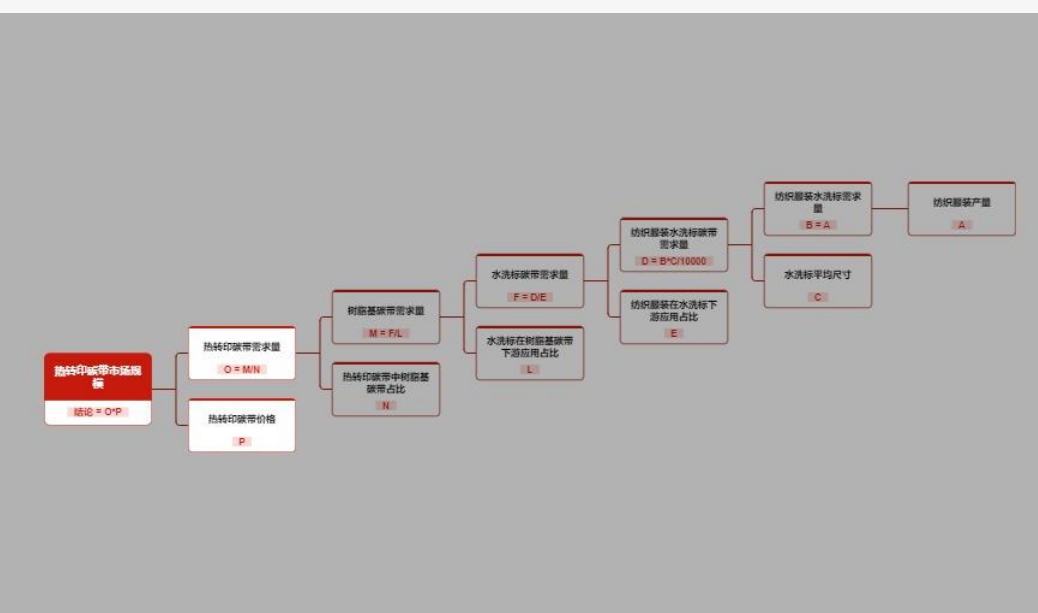 热转印碳带市场规
模
结论 = O*P
热转印碳带需求量
O = M/N
热转印碳带价格
P
树脂基碳带需求量
M = F/L
热转印碳带中树脂基
碳带占比
N
水洗标碳带需求量
F = D/E
水洗标在树脂基碳带
下游应用占比
L
纺织服装水洗标碳带
需求量
D = B*C/10000
纺织服装在水洗标下
游应用占比
E
纺织服装水洗标需求
量
B = A
水洗标平均尺寸
C
纺织服装产量
A